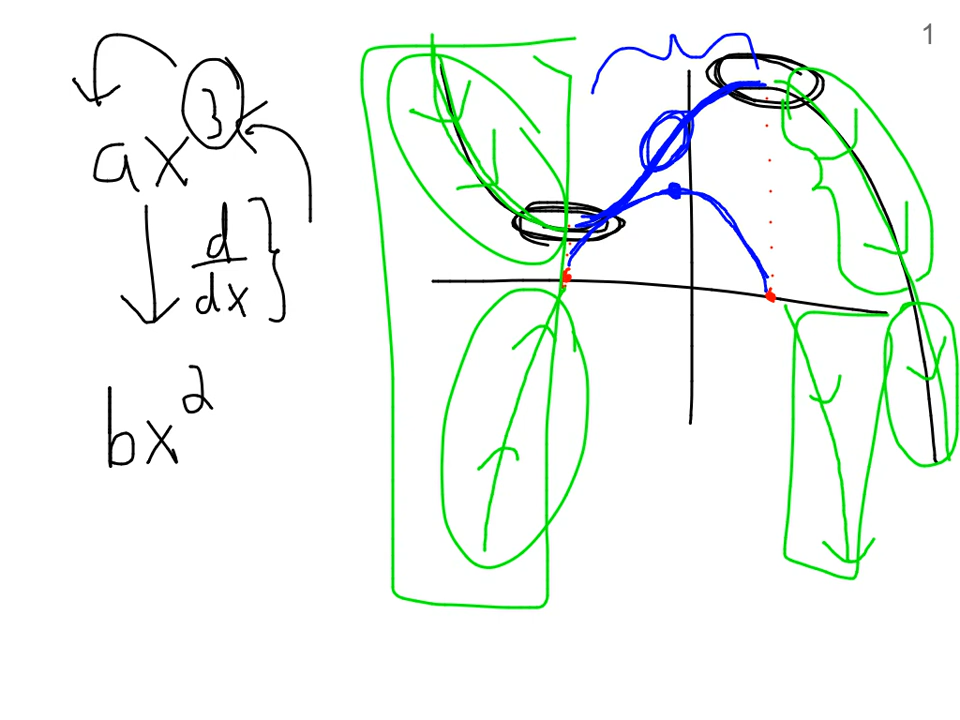 1
ax³
d/dx }
bx²